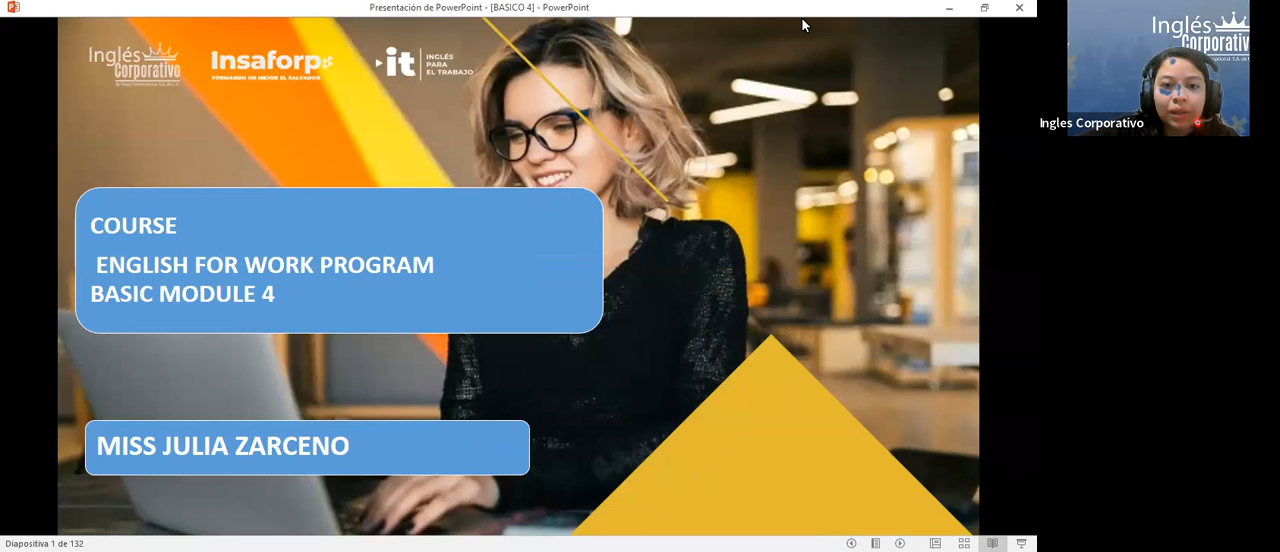 Presentación de PowerPoint - [BASICO 4] - PowerPoint
Inglés
Corporativo
Insaforp
FORMANDO UN MEJOR EL SALVADOR
it
INGLÉS
PARA
EL TRABAJO
COURSE
ENGLISH FOR WORK PROGRAM
BASIC MODULE 4
MISS JULIA ZARCENO
Diapositiva 1 de 132
Inglés
Corporativo
Ingles Corporativo